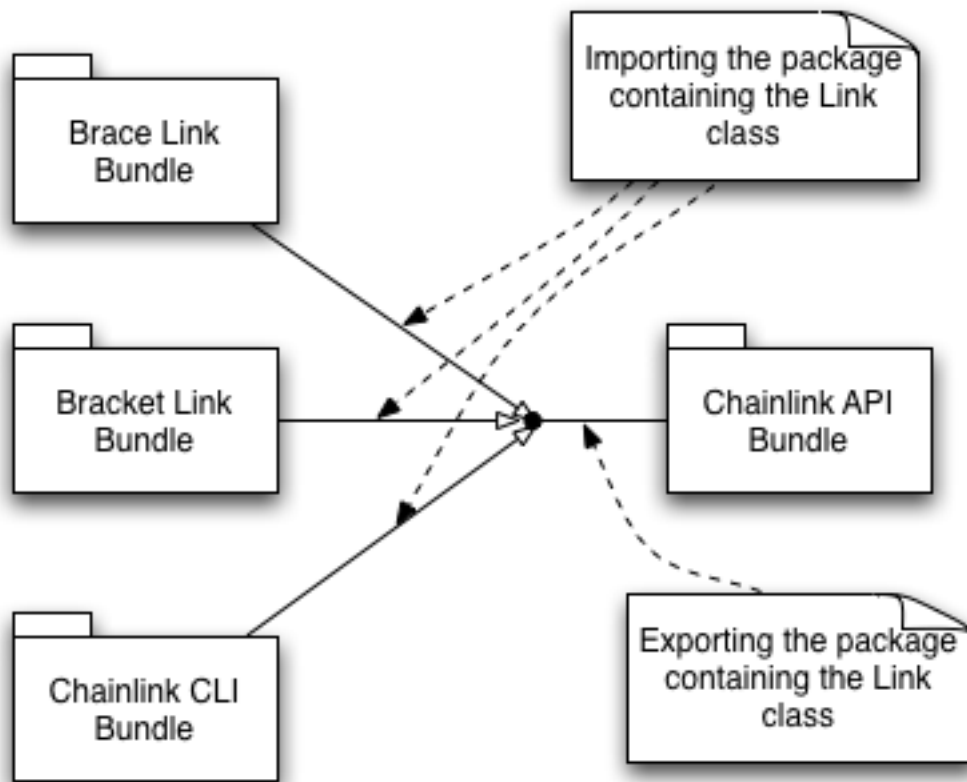 Importing the package
containing the Link
class
Brace Link
Bundle
Bracket Link
Bundle
Chainlink API
Bundle
Chainlink CLI
Bundle
Exporting the package
containing the Link
class